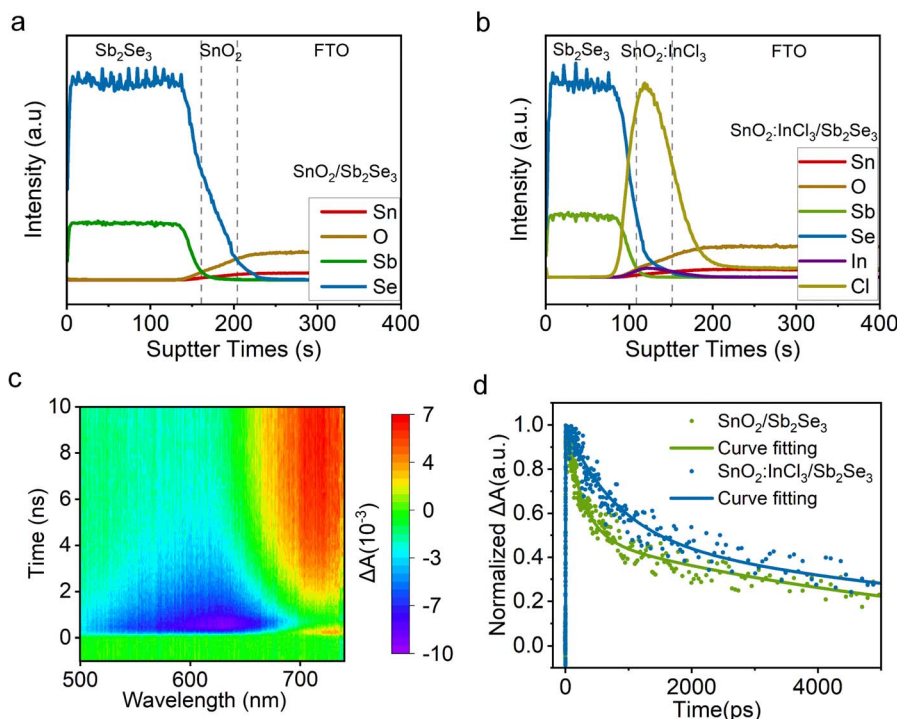 a
Sb₂Se₃ SnO₂ FTO
SnO₂/Sb₂Se₃
Sn
O
Sb
Se
Intensity (a.u)
0 100 200 300 400
Suptter Times (s)
b
Sb₂Se₃ SnO₂:InCl₃ FTO
SnO₂:InCl₃/Sb₂Se₃
Sn
O
Sb
Se
In
Cl
Intensity (a.u.)
0 100 200 300 400
Suptter Times (s)
c
10
8
6
4
2
0
Time (ns)
500 600 700
Wavelength (nm)
7
4
0
-3
-7
-10
ΔA(10⁻³)
d
SnO₂/Sb₂Se₃
Curve fitting
SnO₂:InCl₃/Sb₂Se₃
Curve fitting
1.0
0.8
0.6
0.4
0.2
0.0
Normalized ΔA(a.u.)
0 2000 4000
Time(ps)